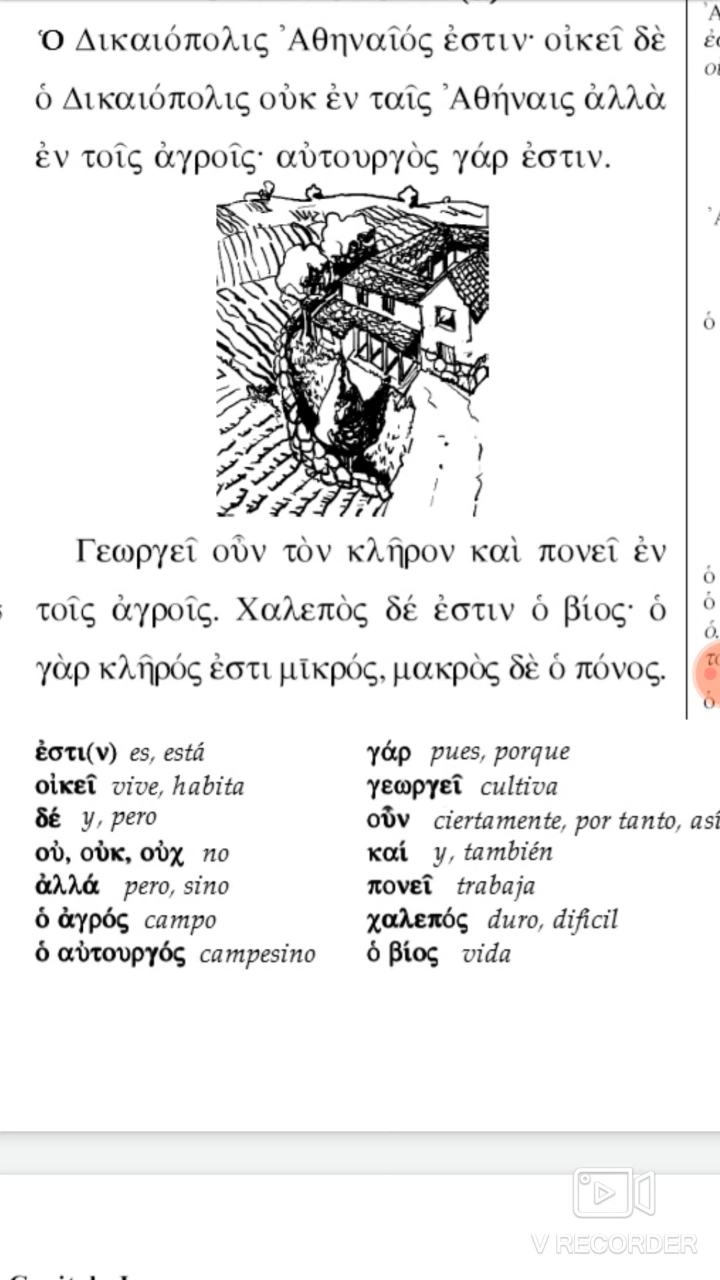 Ὁ Δικαιόπολις Ἀθηναῖός ἐστιν· οἰκεῖ δὲ
ὁ Δικαιόπολις οὐκ ἐν ταῖς Ἀθήναις ἀλλὰ
ἐν τοῖς ἀγροῖς· αὐτουργὸς γάρ ἐστιν.
Γεωργεῖ οὖν τὸν κλῆρον καὶ πονεῖ ἐν
τοῖς ἀγροῖς. Χαλεπὸς δέ ἐστιν ὁ βίος· ὁ
γὰρ κλῆρός ἐστι μῑκρός, μακρὸς δὲ ὁ πόνος.
ἐστι(ν) es, está
οἰκεῖ vive, habita
δέ y, pero
οὐ, οὐκ, οὐχ no
ἀλλά pero, sino
ὁ ἀγρός campo
ὁ αὐτουργός campesino
γάρ pues, porque
γεωργεῖ cultiva
οὖν ciertamente, por tanto, así
καί y, también
πονεῖ trabaja
χαλεπός duro, dificil
ὁ βίος vida
V RECORDER